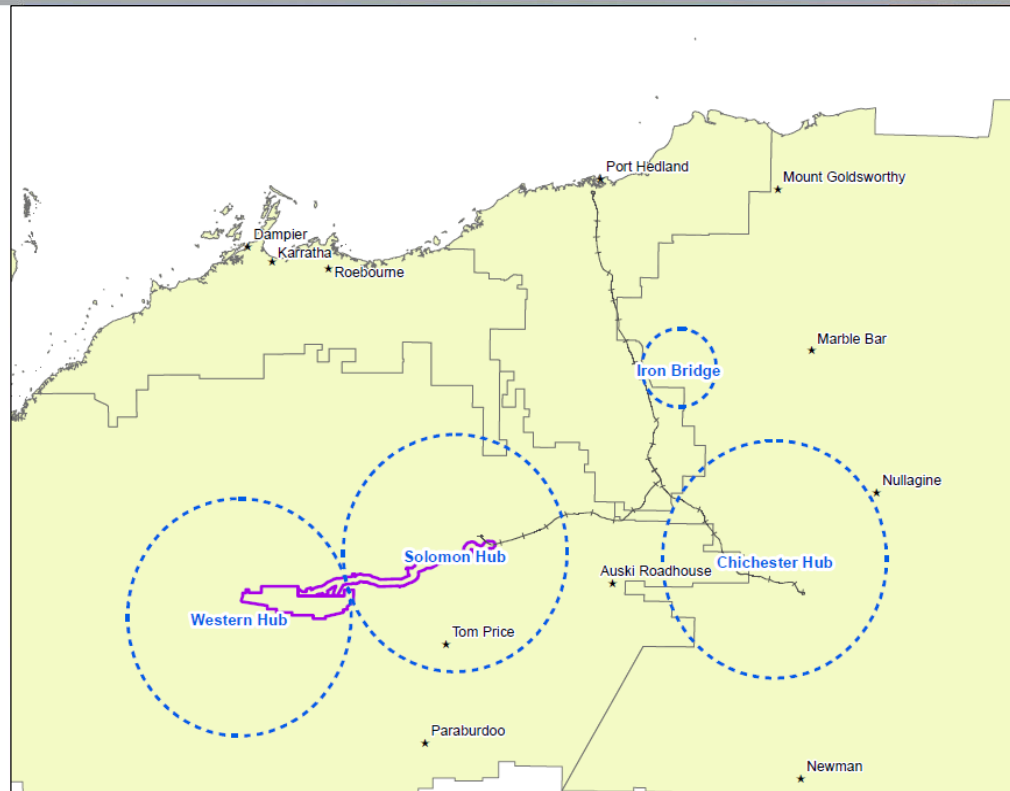 Port Hedland
Mount Goldsworthy
Dampier
Karratha
Roebourne
Marble Bar
Iron Bridge
Nullagine
Solomon Hub
Chichester Hub
Auski Roadhouse
Western Hub
Tom Price
Paraburdoo
Newman